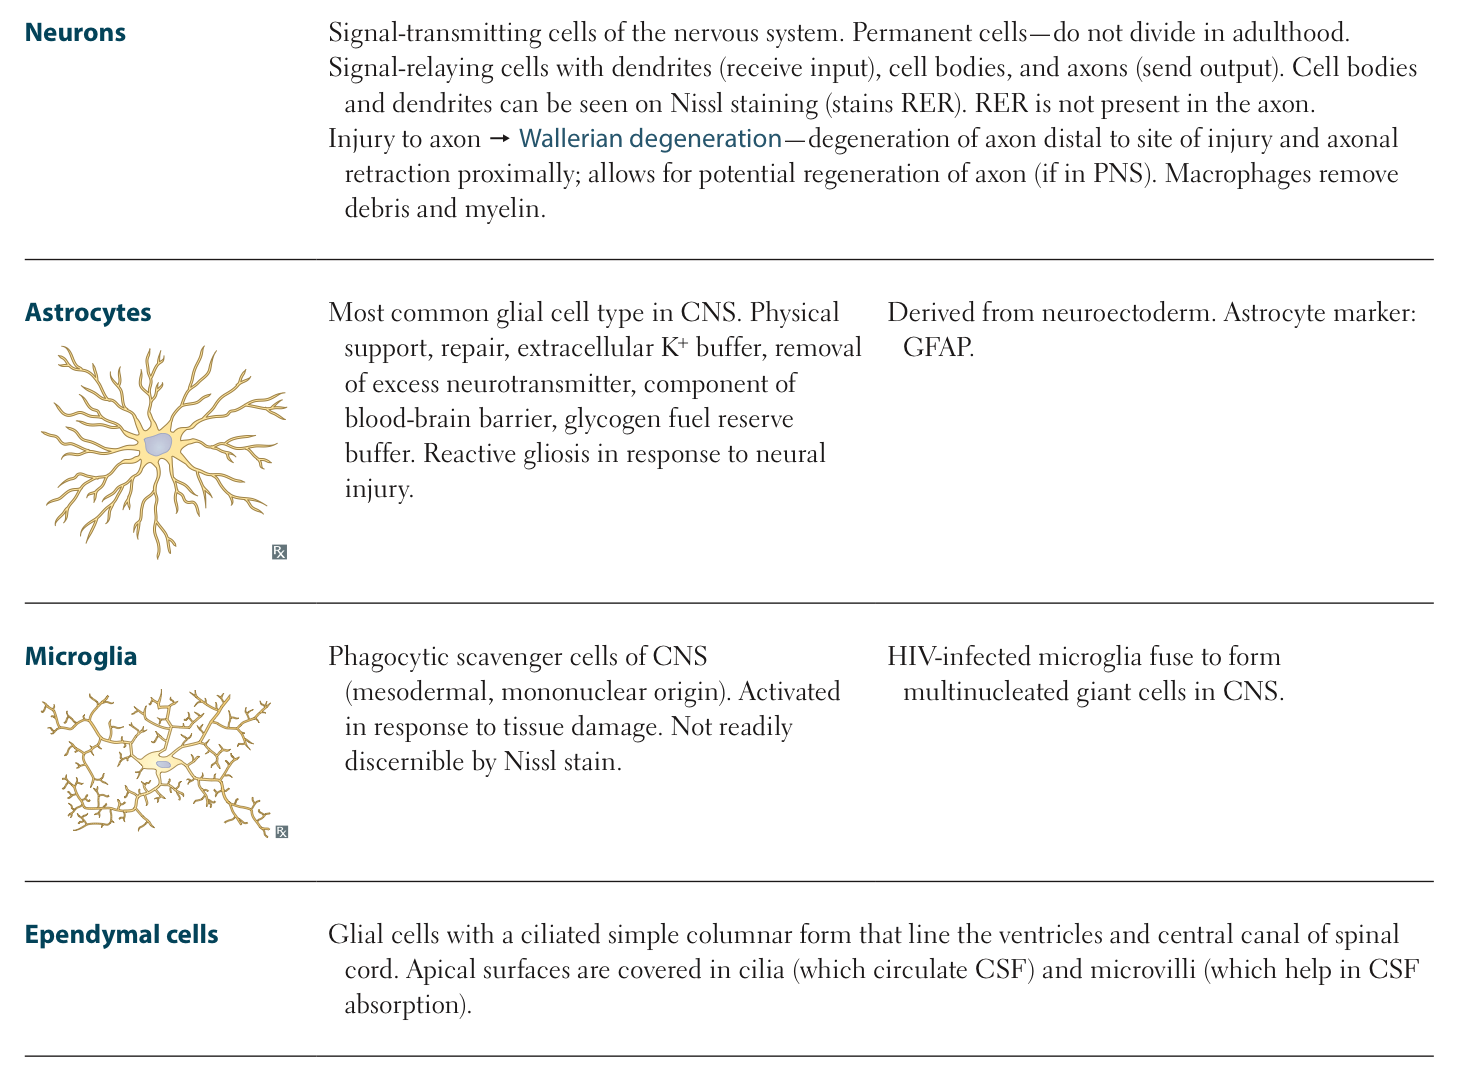 Neurons
Signal-transmitting cells of the nervous system. Permanent cells—do not divide in adulthood.
Signal-relaying cells with dendrites (receive input), cell bodies, and axons (send output). Cell bodies
and dendrites can be seen on Nissl staining (stains RER). RER is not present in the axon.
Injury to axon → Wallerian degeneration—degeneration of axon distal to site of injury and axonal
retraction proximally; allows for potential regeneration of axon (if in PNS). Macrophages remove
debris and myelin.
Astrocytes
Most common glial cell type in CNS. Physical
support, repair, extracellular K⁺ buffer, removal
of excess neurotransmitter, component of
blood-brain barrier, glycogen fuel reserve
buffer. Reactive gliosis in response to neural
injury.
Derived from neuroectoderm. Astrocyte marker:
GFAP.
Rx
Microglia
Phagocytic scavenger cells of CNS
(mesodermal, mononuclear origin). Activated
in response to tissue damage. Not readily
discernible by Nissl stain.
HIV-infected microglia fuse to form
multinucleated giant cells in CNS.
Rx
Ependymal cells
Glial cells with a ciliated simple columnar form that line the ventricles and central canal of spinal
cord. Apical surfaces are covered in cilia (which circulate CSF) and microvilli (which help in CSF
absorption).